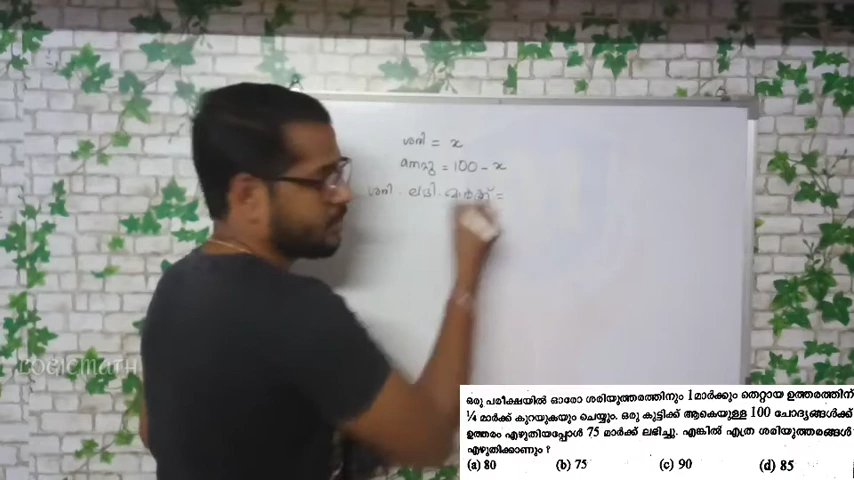 ശരി = x
തെറ്റു = 100 - x
ശരി. ലഭി. മാർക്ക് =
LOGICMATH
ഒരു പരീക്ഷയിൽ ഓരോ ശരിയുത്തരത്തിനും 1മാർക്കും തെറ്റായ ഉത്തരത്തിന്
¼ മാർക്ക് കുറയുകയും ചെയ്യും. ഒരു കുട്ടിക്ക് ആകെയുള്ള 100 ചോദ്യങ്ങൾക്ക്
ഉത്തരം എഴുതിയപ്പോൾ 75 മാർക്ക് ലഭിച്ചു. എങ്കിൽ എത്ര ശരിയുത്തരങ്ങൾ
എഴുതിക്കാണും ?
(a) 80 (b) 75 (c) 90 (d) 85